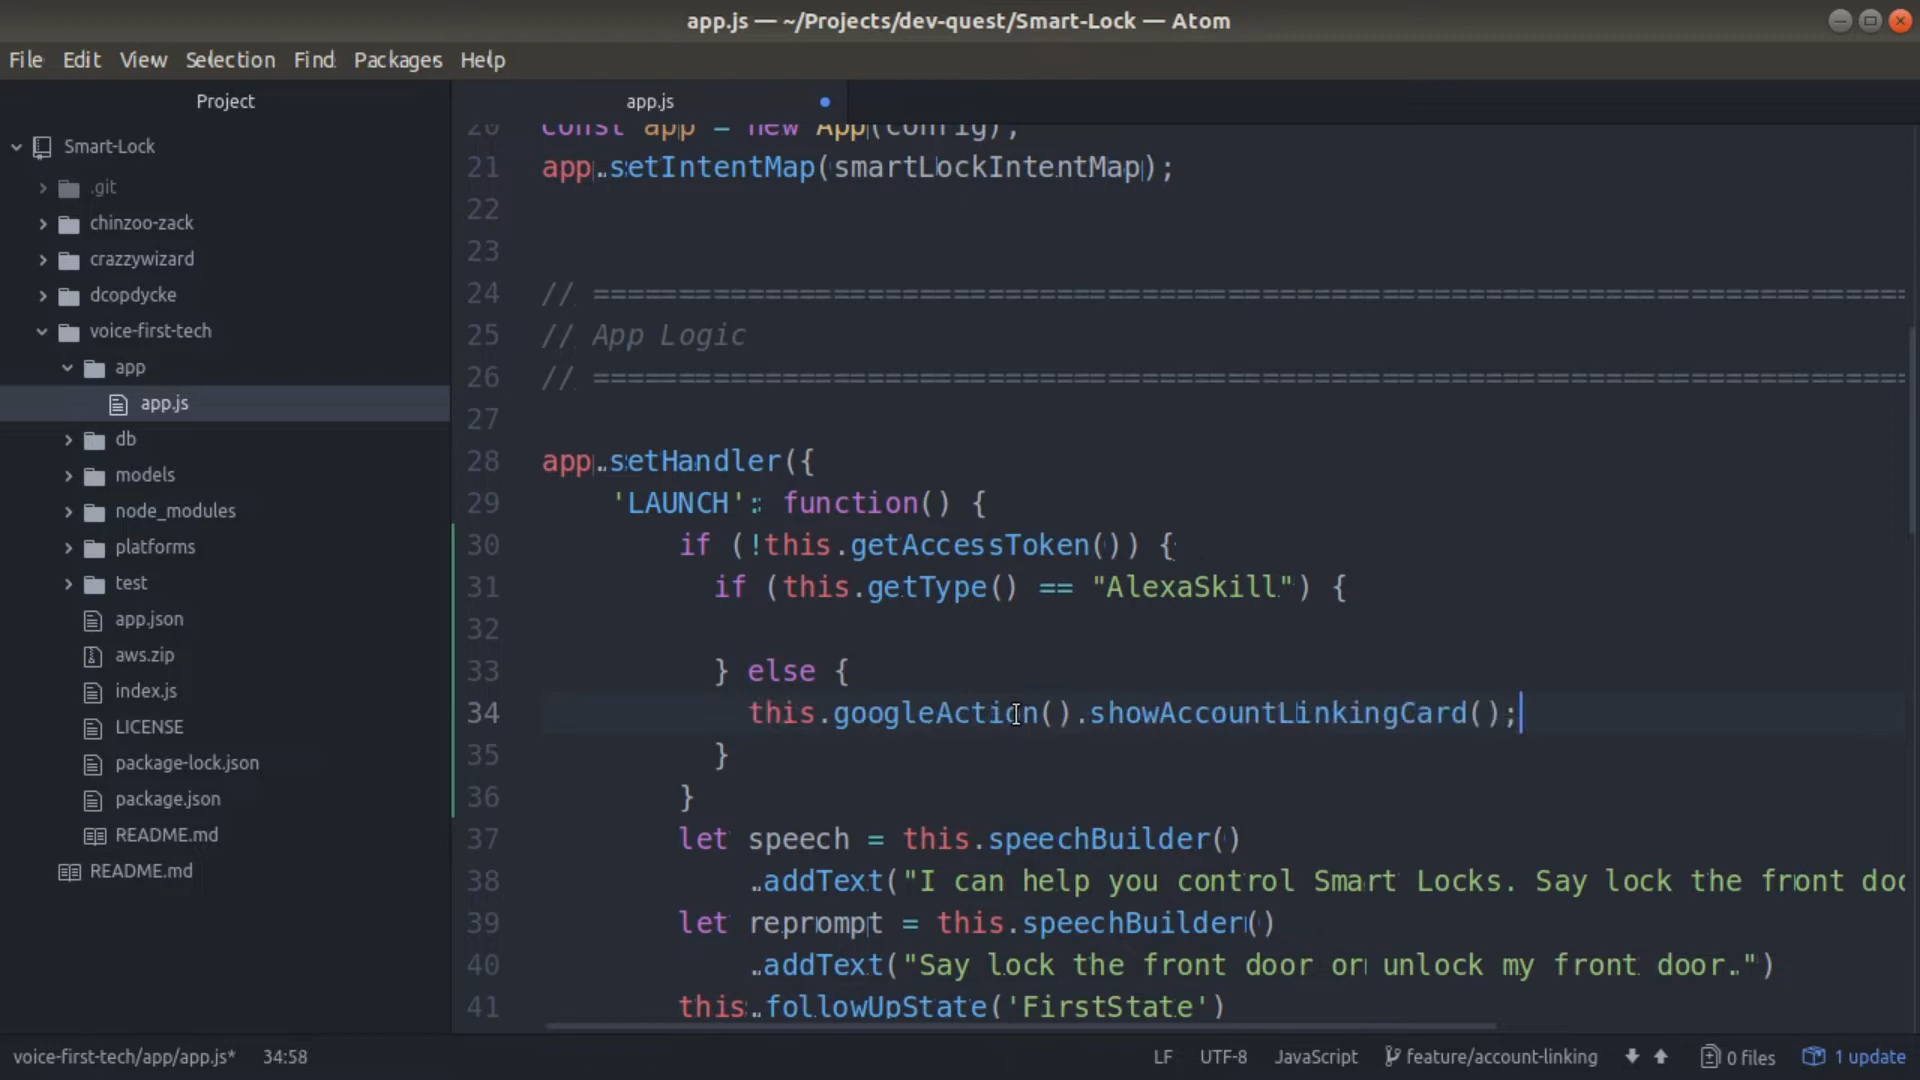 app.js — ~/Projects/dev-quest/Smart-Lock — Atom
File Edit View Selection Find Packages Help
Project
app.js
Smart-Lock
.git
chinzoo-zack
crazzywizard
dcopdycke
voice-first-tech
app
app.js
db
models
node_modules
platforms
test
app.json
aws.zip
index.js
LICENSE
package-lock.json
package.json
README.md
README.md
20 const app = new App(config);
21 app.setIntentMap(smartLockIntentMap);
22
23
24 // =============================================================================
25 // App Logic
26 // =============================================================================
27
28 app.setHandler({
29 'LAUNCH': function() {
30 if (!this.getAccessToken()) {
31 if (this.getType() == "AlexaSkill") {
32
33 } else {
34 this.googleAction().showAccountLinkingCard();
35 }
36 }
37 let speech = this.speechBuilder()
38 .addText("I can help you control Smart Locks. Say lock the front doo
39 let reprompt = this.speechBuilder()
40 .addText("Say lock the front door or unlock my front door.")
41 this.followUpState('FirstState')
voice-first-tech/app/app.js* 34:58 LF UTF-8 JavaScript feature/account-linking 0 files 1 update